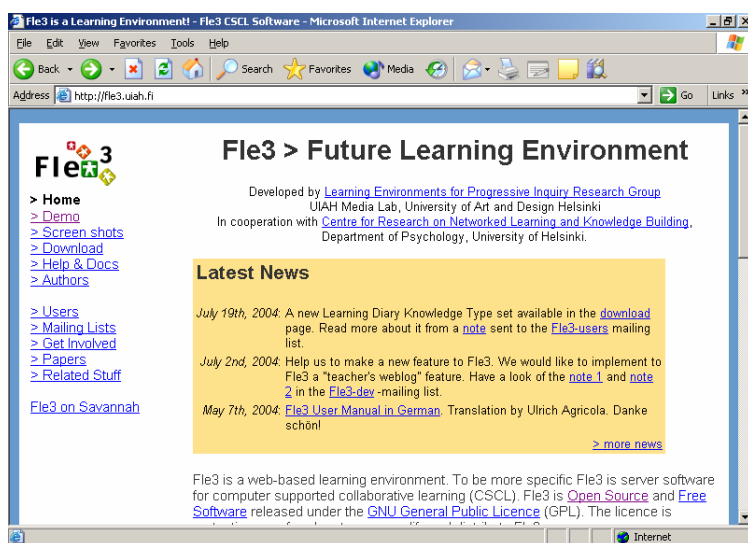 Fle3 is a Learning Environment! - Fle3 CSCL Software - Microsoft Internet Explorer
File Edit View Favorites Tools Help
Back Search Favorites Media
Address http://fle3.uiah.fi Go Links »
Fle3
> Home
> Demo
> Screen shots
> Download
> Help & Docs
> Authors
> Users
> Mailing Lists
> Get Involved
> Papers
> Related Stuff
Fle3 on Savannah
Fle3 > Future Learning Environment
Developed by Learning Environments for Progressive Inquiry Research Group
UIAH Media Lab, University of Art and Design Helsinki
In cooperation with Centre for Research on Networked Learning and Knowledge Building,
Department of Psychology, University of Helsinki.
Latest News
July 19th, 2004: A new Learning Diary Knowledge Type set available in the download
page. Read more about it from a note sent to the Fle3-users mailing
list.
July 2nd, 2004: Help us to make a new feature to Fle3. We would like to implement to
Fle3 a "teacher's weblog" feature. Have a look of the note 1 and note
2 in the Fle3-dev -mailing list.
May 7th, 2004: Fle3 User Manual in German. Translation by Ulrich Agricola. Danke
schön!
> more news
Fle3 is a web-based learning environment. To be more specific Fle3 is server software
for computer supported collaborative learning (CSCL). Fle3 is Open Source and Free
Software released under the GNU General Public Licence (GPL). The licence is
Internet